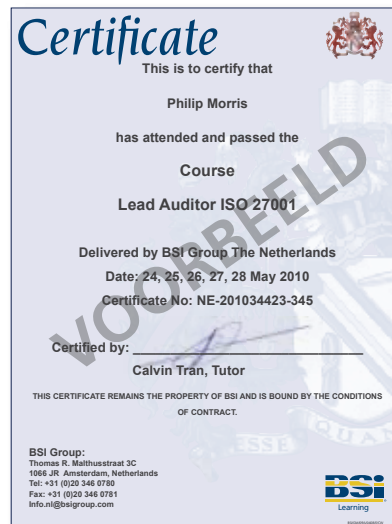 Certificate
This is to certify that
Philip Morris
has attended and passed the
Course
Lead Auditor ISO 27001
VOORBEELD
Delivered by BSI Group The Netherlands
Date: 24, 25, 26, 27, 28 May 2010
Certificate No: NE-201034423-345
Certified by:
Calvin Tran, Tutor
THIS CERTIFICATE REMAINS THE PROPERTY OF BSI AND IS BOUND BY THE CONDITIONS
OF CONTRACT.
ESSE QUAN
BSI Group:
Thomas R. Malthusstraat 3C
1066 JR Amsterdam, Netherlands
Tel: +31 (0)20 346 0780
Fax: +31 (0)20 346 0781
Info.nl@bsigroup.com
BSi
Learning